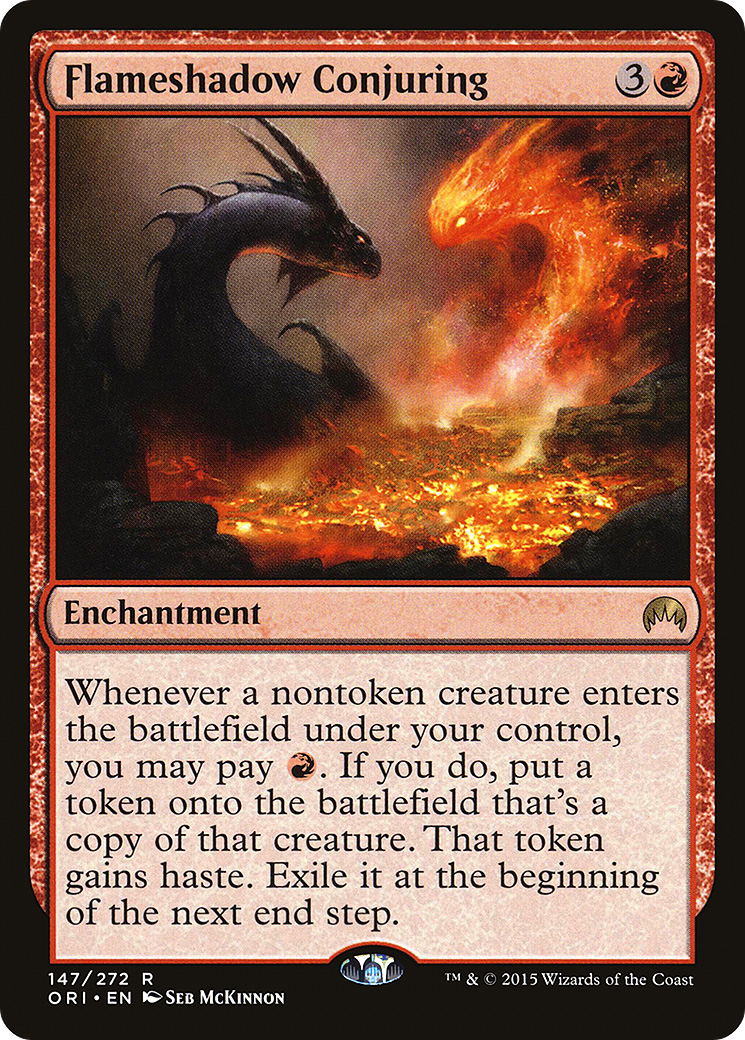 Flameshadow Conjuring 3
Enchantment
Whenever a nontoken creature enters
the battlefield under your control,
you may pay . If you do, put a
token onto the battlefield that's a
copy of that creature. That token
gains haste. Exile it at the beginning
of the next end step.
147/272 R
ORI • EN Seb McKinnon
™ & © 2015 Wizards of the Coast